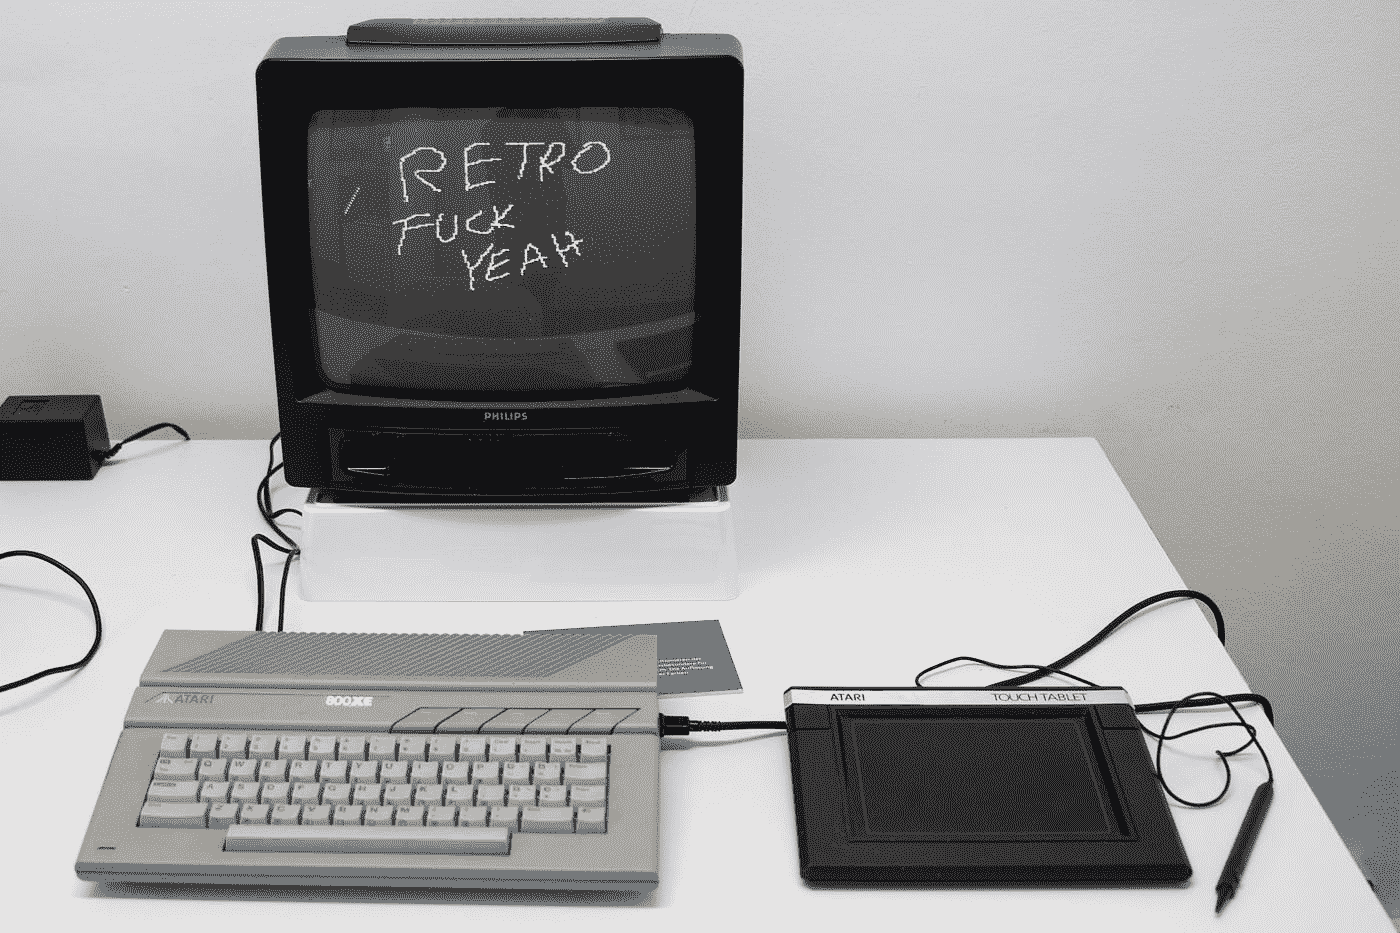 RETRO
FUCK
YEAH
PHILIPS
ATARI 800XE
ATARI TOUCH TABLET
Q W E R T Y U I O P
A S D F G H J K L
Z X C V B N M